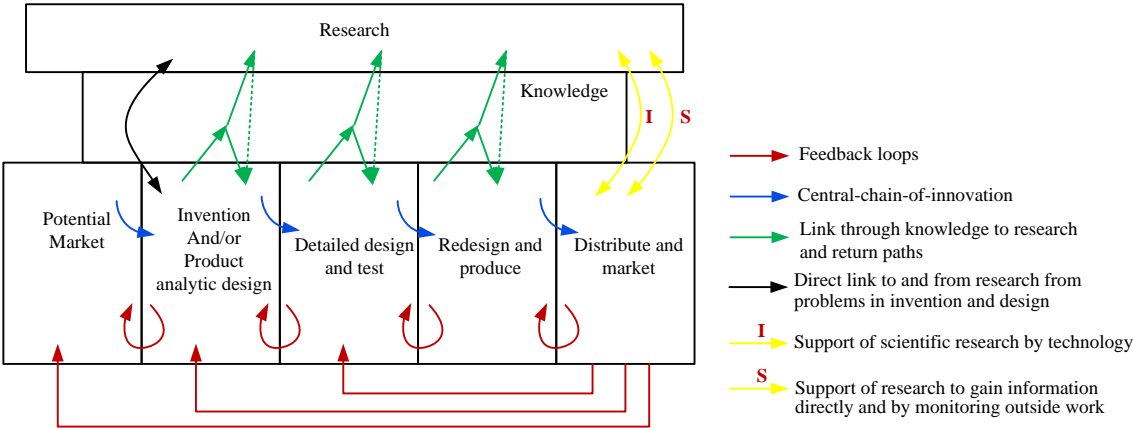 Research
Knowledge
I
S
Potential
Market
Invention
And/or
Product
analytic design
Detailed design
and test
Redesign and
produce
Distribute and
market
Feedback loops
Central-chain-of-innovation
Link through knowledge to research
and return paths
Direct link to and from research from
problems in invention and design
I
Support of scientific research by technology
S
Support of research to gain information
directly and by monitoring outside work